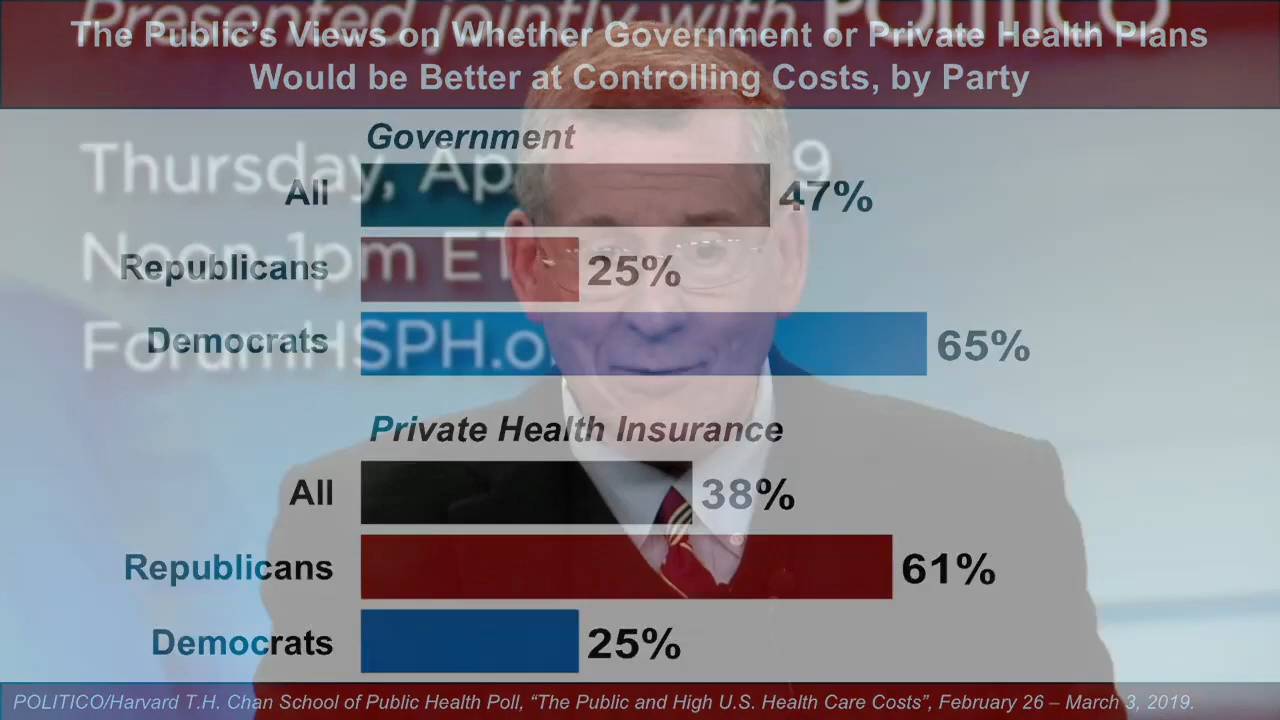 Presented jointly with POLITICO
The Public's Views on Whether Government or Private Health Plans
Would be Better at Controlling Costs, by Party
Government
Thursday, Ap 9
All 47%
Noon-1pm ET
Republicans 25%
ForumHSPH.o
Democrats 65%
Private Health Insurance
All 38%
Republicans 61%
Democrats 25%
POLITICO/Harvard T.H. Chan School of Public Health Poll, “The Public and High U.S. Health Care Costs”, February 26 – March 3, 2019.